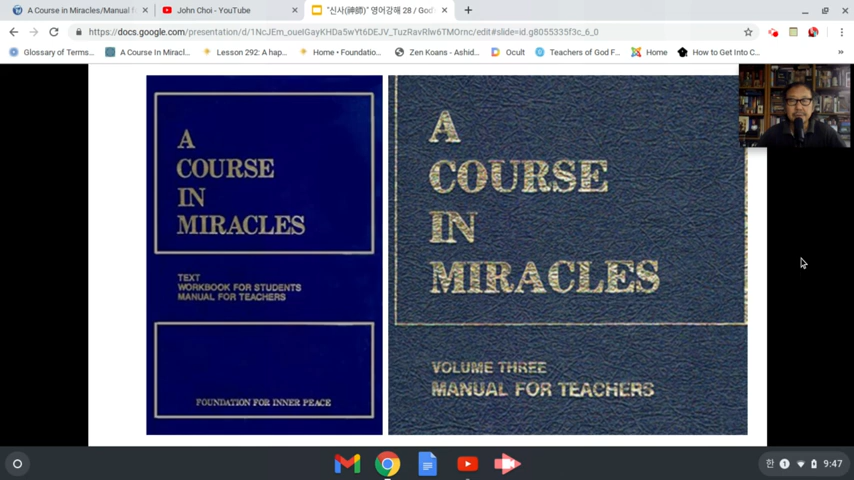 A Course in Miracles/Manual f
John Choi - YouTube
"신사(神師)" 영어강해 28 / God
https://docs.google.com/presentation/d/1NcJEm_oueIGayKHDa5wYt6DEJV_TuzRavRlw6TMOrnc/edit#slide=id.g8055335f3c_6_0
Glossary of Terms...
A Course In Miracl...
Lesson 292: A hap...
Home • Foundatio...
Zen Koans - Ashid...
Ocult
Teachers of God F...
Home
How to Get Into C...
»
A
COURSE
IN
MIRACLES
TEXT
WORKBOOK FOR STUDENTS
MANUAL FOR TEACHERS
FOUNDATION FOR INNER PEACE
A
COURSE
IN
MIRACLES
VOLUME THREE
MANUAL FOR TEACHERS
한 1 9:47